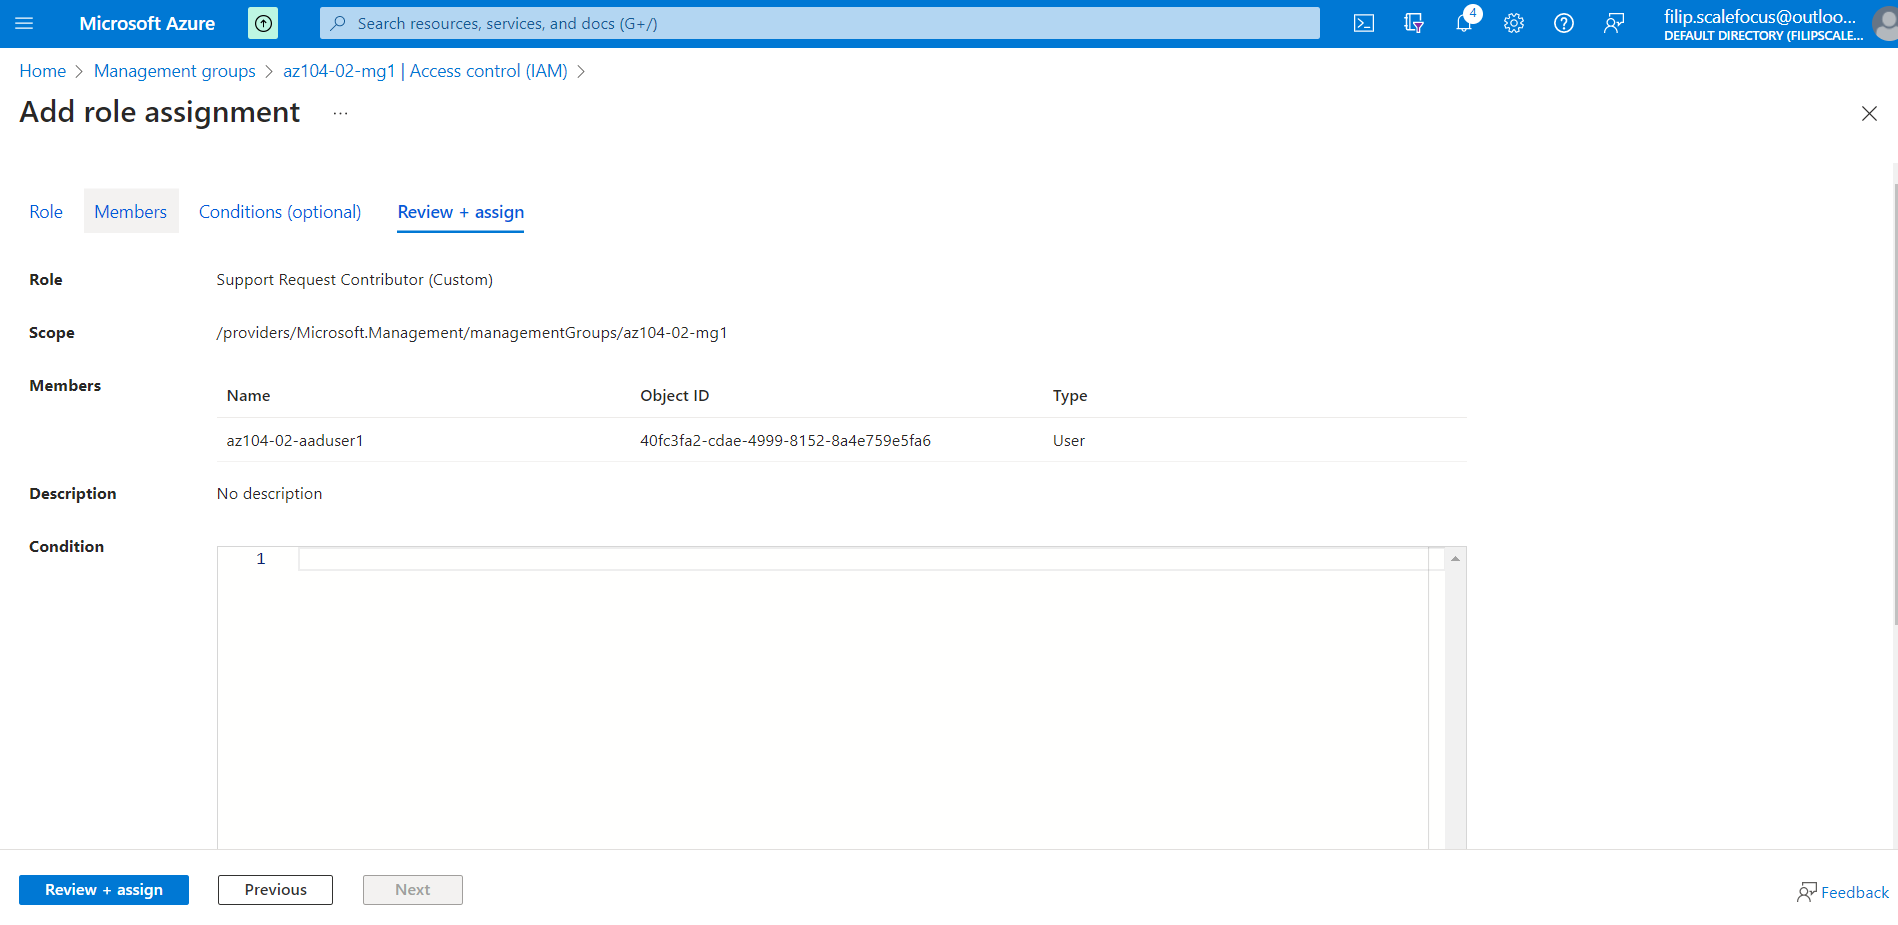 Microsoft Azure
Search resources, services, and docs (G+/)
4
filip.scalefocus@outloo...
DEFAULT DIRECTORY (FILIPSCALE...
Home > Management groups > az104-02-mg1 | Access control (IAM) >
Add role assignment ...
Role Members Conditions (optional) Review + assign
Role Support Request Contributor (Custom)
Scope /providers/Microsoft.Management/managementGroups/az104-02-mg1
Members
Name Object ID Type
az104-02-aaduser1 40fc3fa2-cdae-4999-8152-8a4e759e5fa6 User
Description No description
Condition
1
Review + assign Previous Next
Feedback